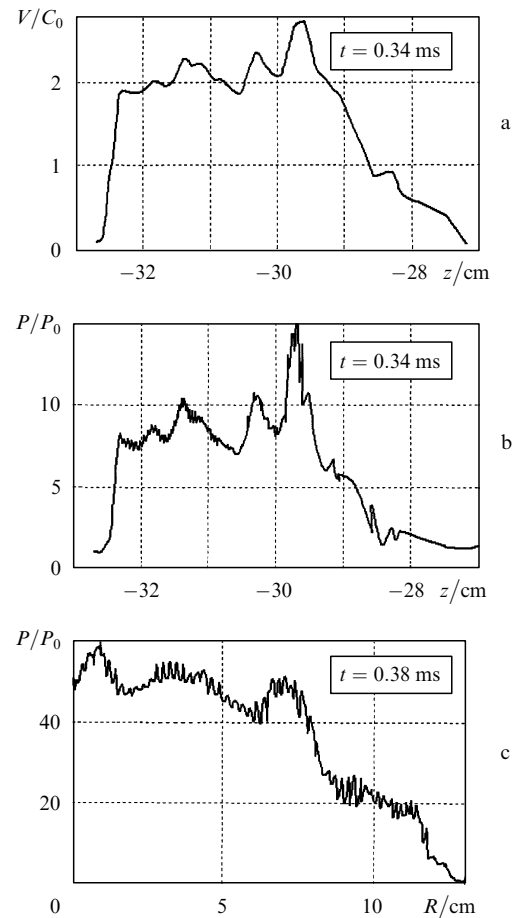 V/C₀
t = 0.34 ms
2
a
1
0
−32
−30
−28
z/cm
P/P₀
t = 0.34 ms
10
b
5
0
−32
−30
−28
z/cm
P/P₀
t = 0.38 ms
40
c
20
0
5
10
R/cm